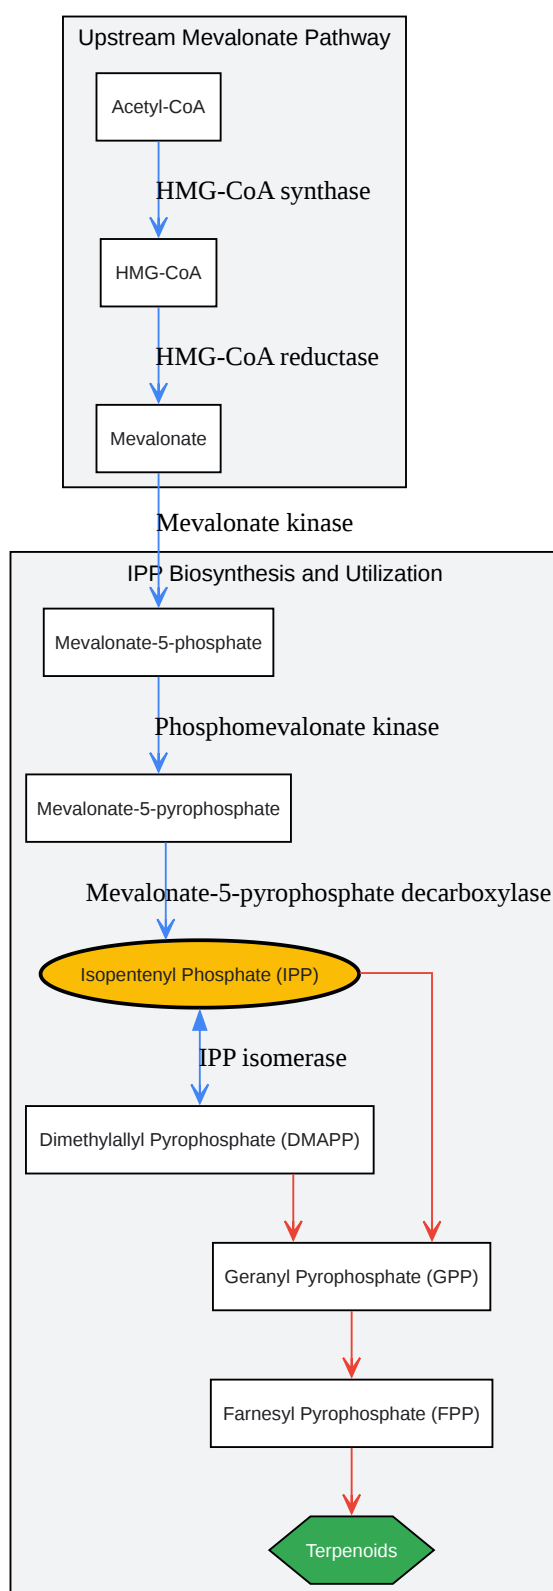 Upstream Mevalonate Pathway
Acetyl-CoA
HMG-CoA synthase
HMG-CoA
HMG-CoA reductase
Mevalonate
Mevalonate kinase
IPP Biosynthesis and Utilization
Mevalonate-5-phosphate
Phosphomevalonate kinase
Mevalonate-5-pyrophosphate
Mevalonate-5-pyrophosphate decarboxylase
Isopentenyl Phosphate (IPP)
IPP isomerase
Dimethylallyl Pyrophosphate (DMAPP)
Geranyl Pyrophosphate (GPP)
Farnesyl Pyrophosphate (FPP)
Terpenoids